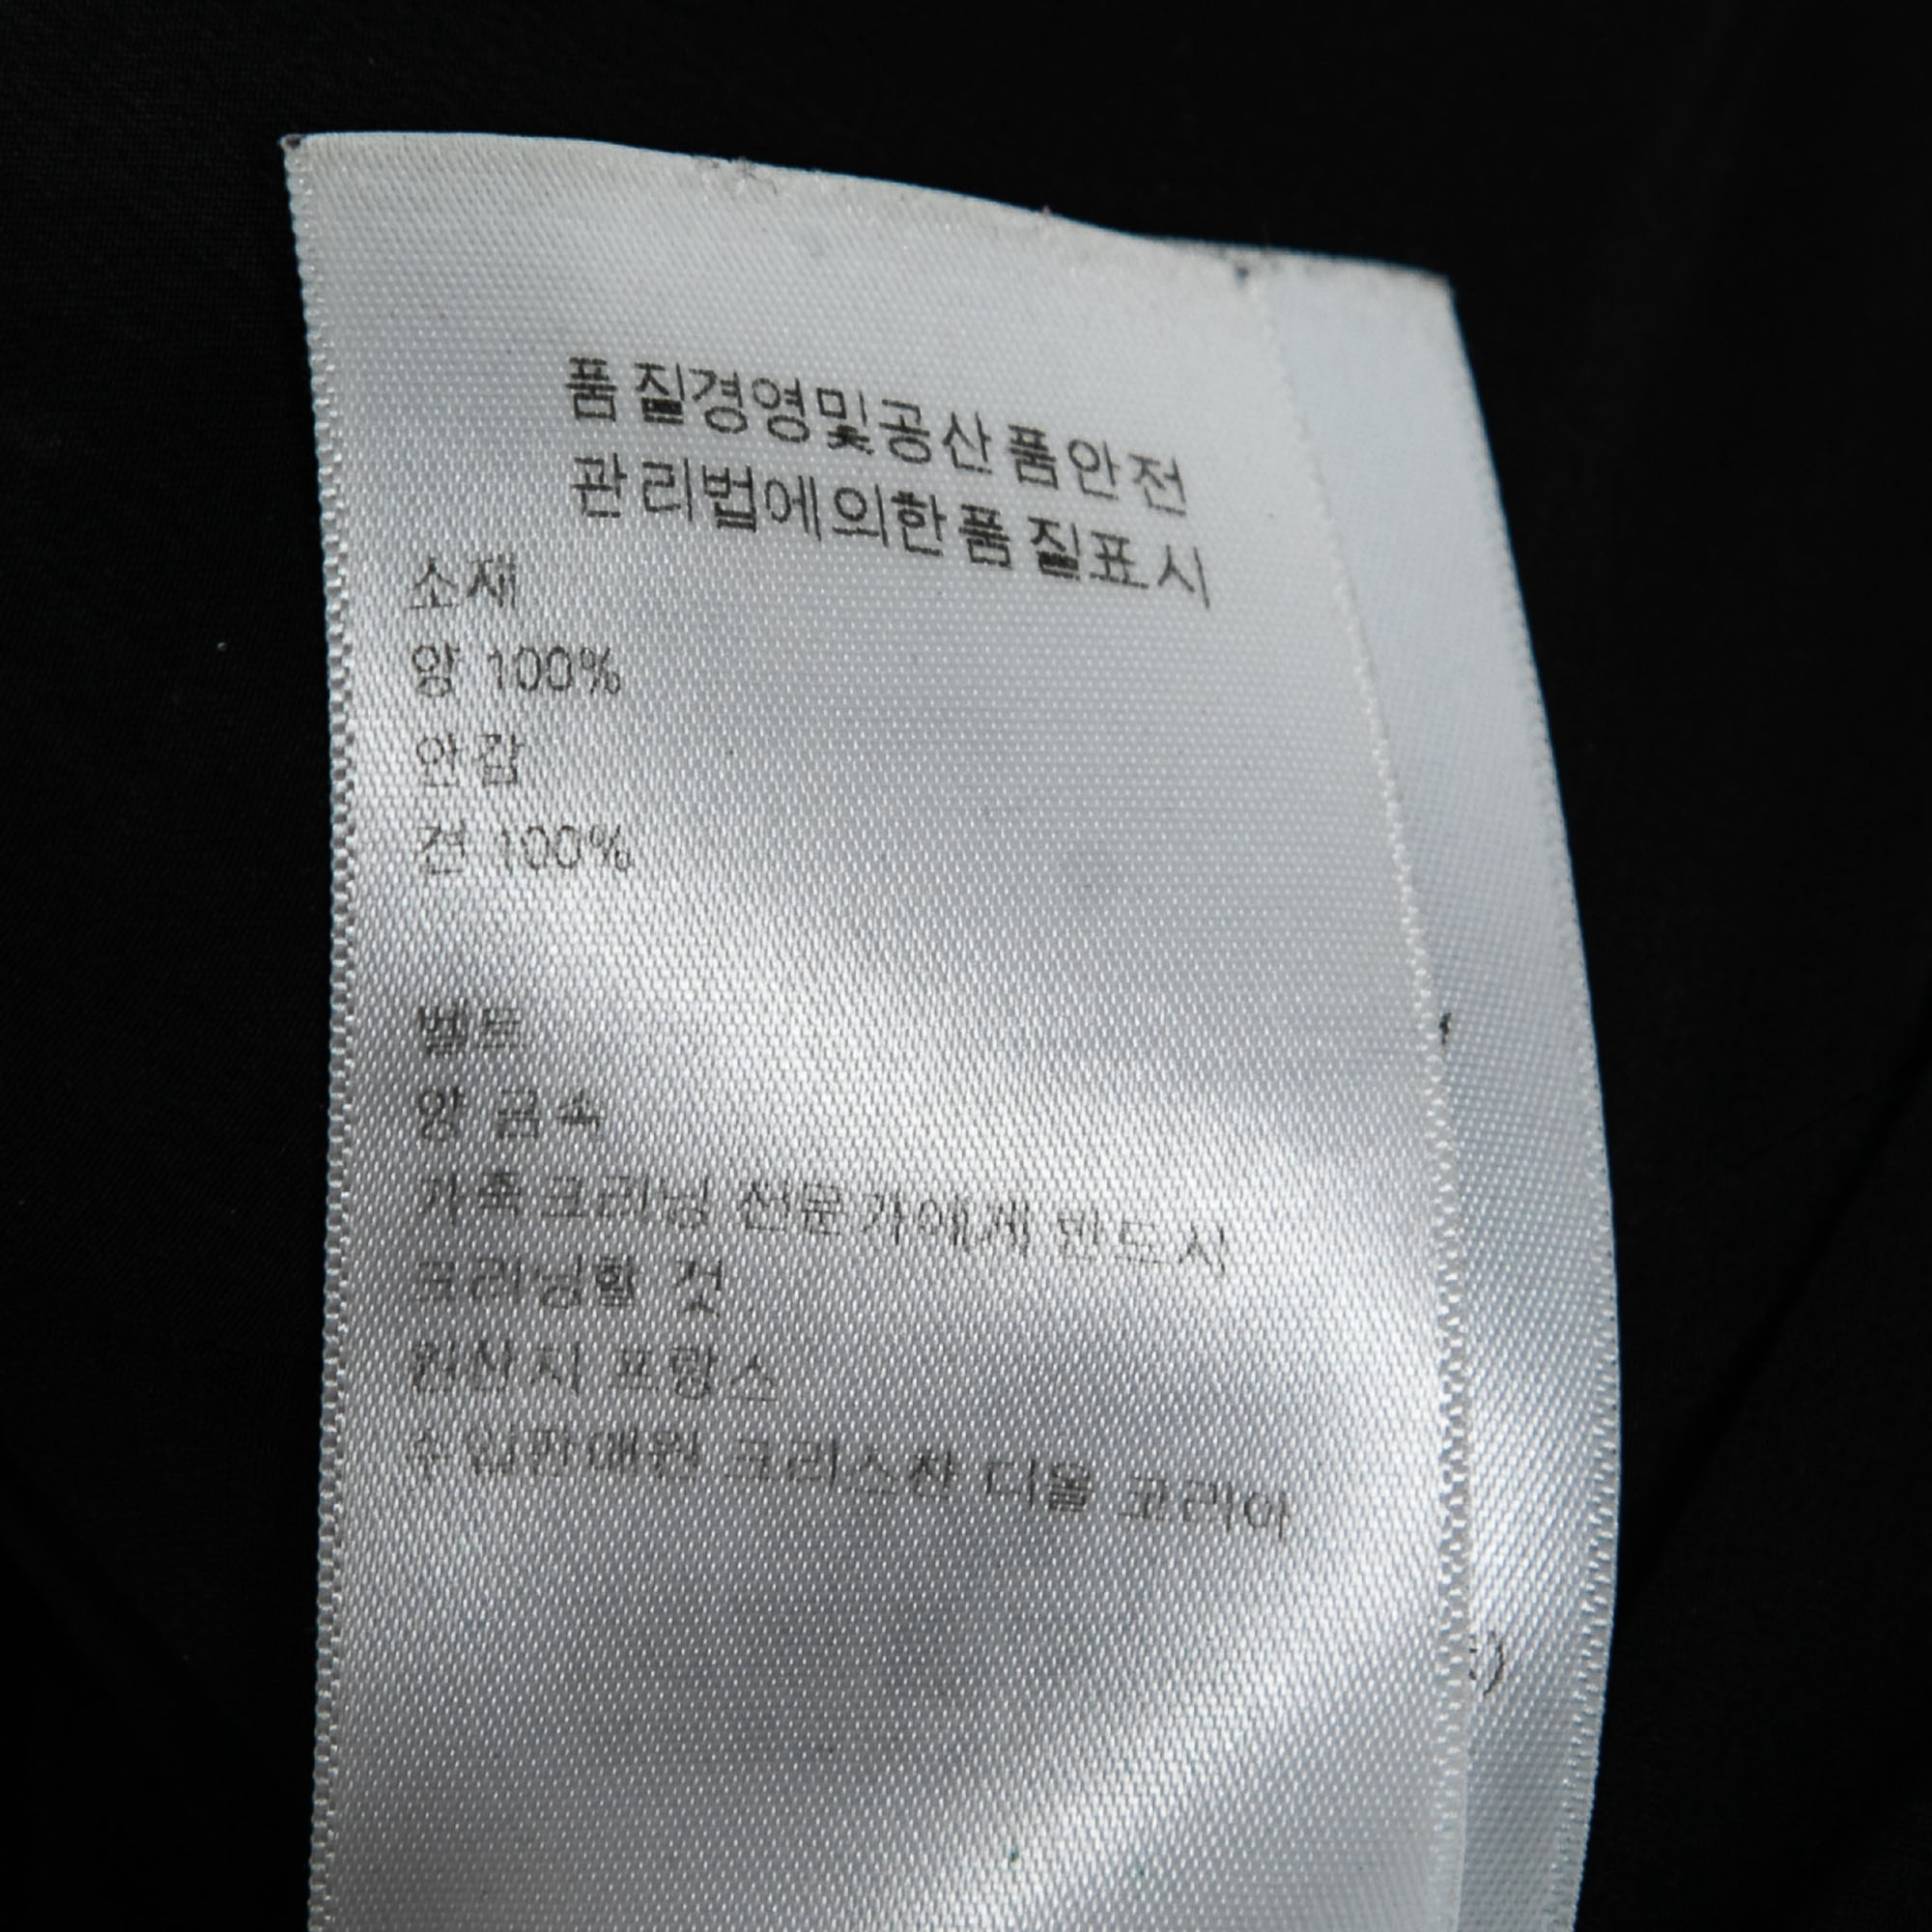 품질경영및공산품안전
관리법에의한품질표시
소재
양 100%
안감
견 100%
벨트
양 금속
가죽크리닝 전문가에게 반드시
크리닝할 것
원산지 프랑스
수입판매원 크리스챤 디올 코리아